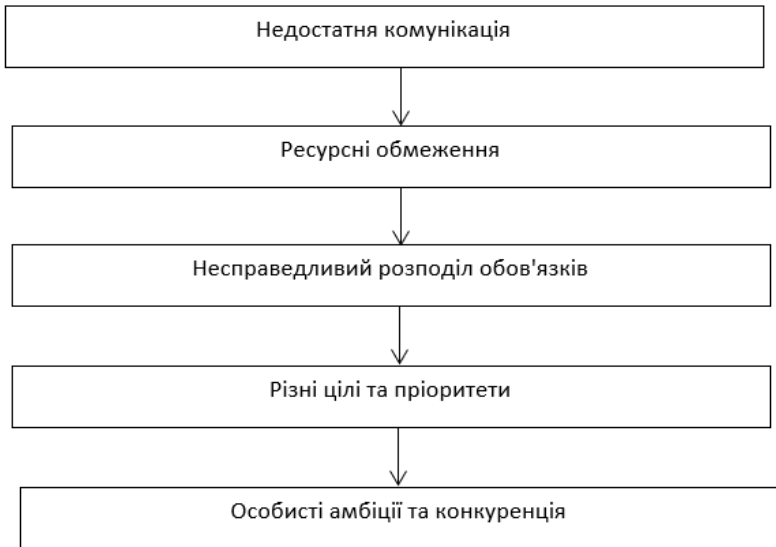 Недостатня комунікація
Ресурсні обмеження
Несправедливий розподіл обов'язків
Різні цілі та пріоритети
Особисті амбіції та конкуренція